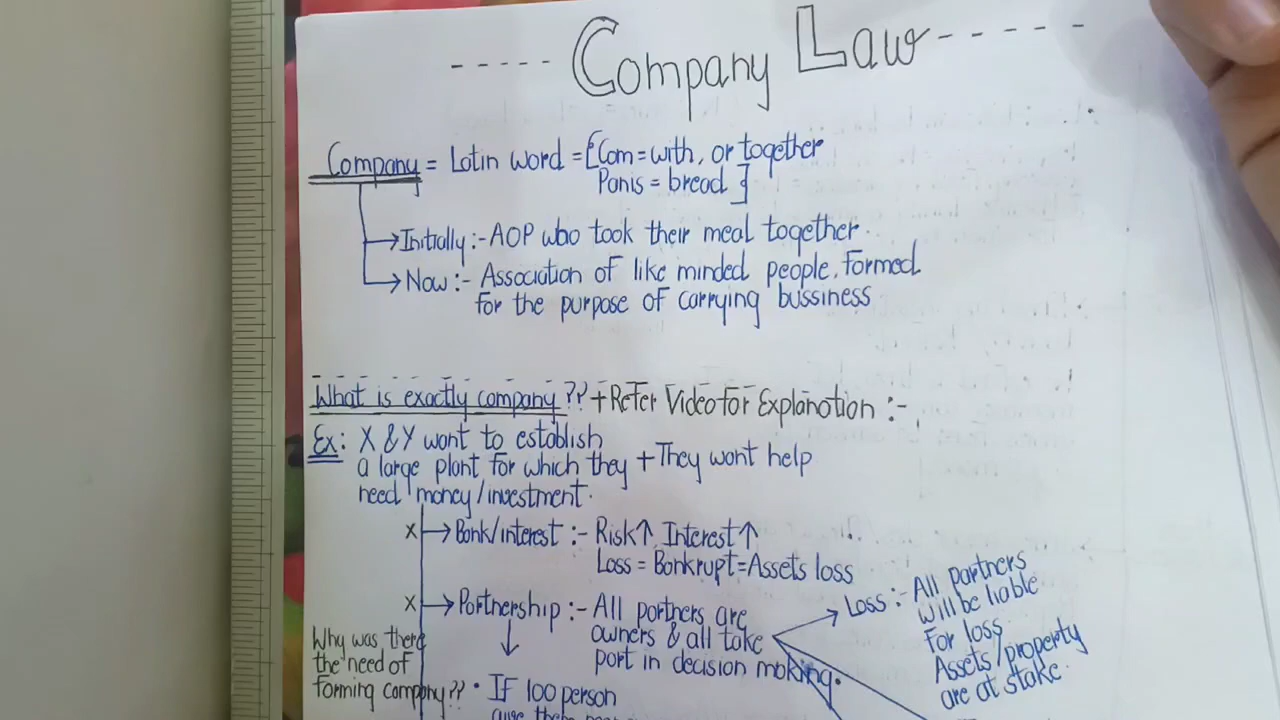 ----- Company Law -----
Company = Latin word = [Com = with, or together
Panis = bread]
→ Initially :- AOP who took their meal together.
→ Now :- Association of like minded people, formed
for the purpose of carrying bussiness
What is exactly company ?? + Refer Video for Explanation :-
Ex: X & Y want to establish
a large plant for which they + They want help
need money/investment.
x → Bank/interest :- Risk↑ Interest↑
Loss = Bankrupt = Assets loss
x → Partnership :- All partners are
owners & all take
part in decision making.
→ Loss :- All partners
will be liable
For loss
Assets/property
are at stake.
Why was there
the need of
forming company??
• IF 100 person